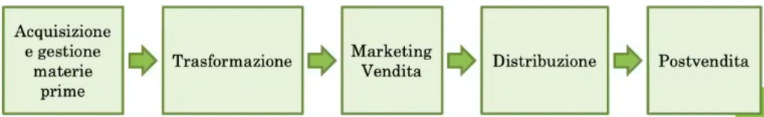 Acquisizione
e gestione
materie
prime
Trasformazione
Marketing
Vendita
Distribuzione
Postvendita